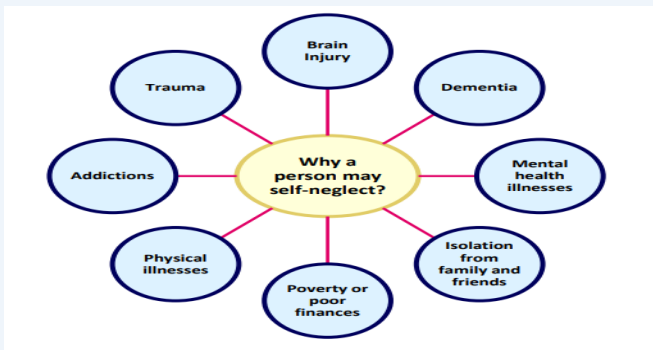 Why a
person may
self-neglect?
Brain
Injury
Dementia
Mental
health
illnesses
Isolation
from
family and
friends
Poverty or
poor
finances
Physical
illnesses
Addictions
Trauma